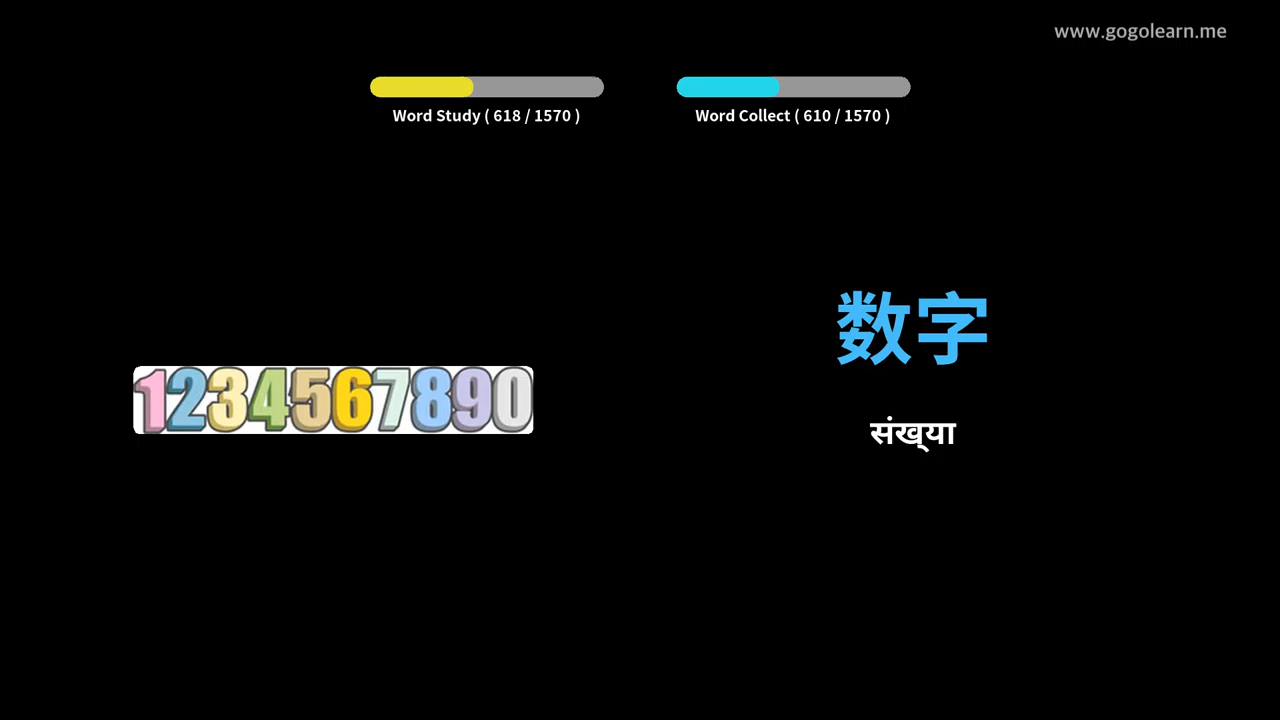 www.gogolearn.me
Word Study ( 618 / 1570 )
Word Collect ( 610 / 1570 )
数字
1234567890
संख्‍या